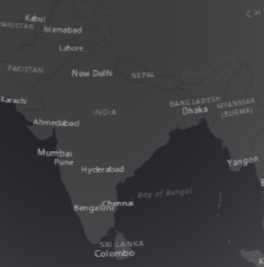 Kabul
Islamabad
Lahore
PAKISTAN
New Delhi
NEPAL
Karachi
INDIA
BANGLADESH
Dhaka
MYANMAR
(BURMA)
Ahmedabad
Mumbai
Pune
Hyderabad
Yangon
Bay of Bengal
Chennai
SRI LANKA
Colombo